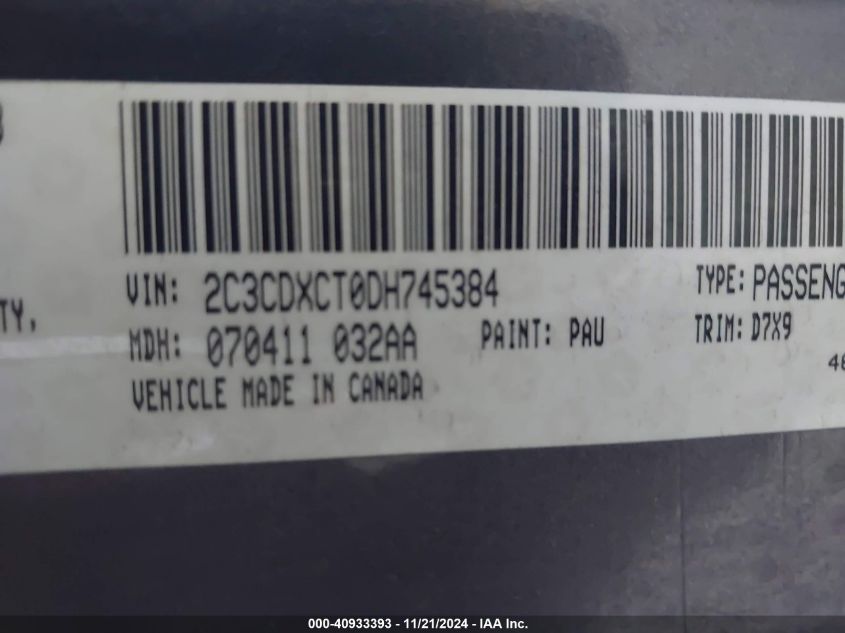 VIN: 2C3CDXCT0DH745384
TYPE: PASSENG
TY,
MDH: 070411 032AA
PAINT: PAU
TRIM: D7X9
48
VEHICLE MADE IN CANADA
000-40933393 - 11/21/2024 - IAA Inc.